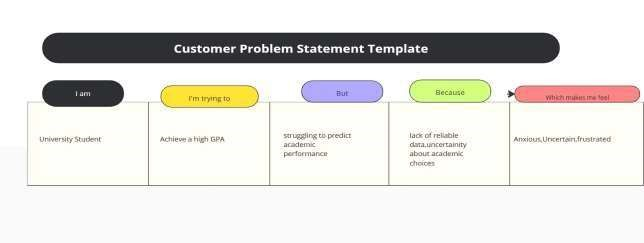 Customer Problem Statement Template
I am
I'm trying to
But
Because
Which makes me feel
University Student
Achieve a high GPA
struggling to predict
academic
performance
lack of reliable
data,uncertainity
about academic
choices
Anxious,Uncertain,frustrated